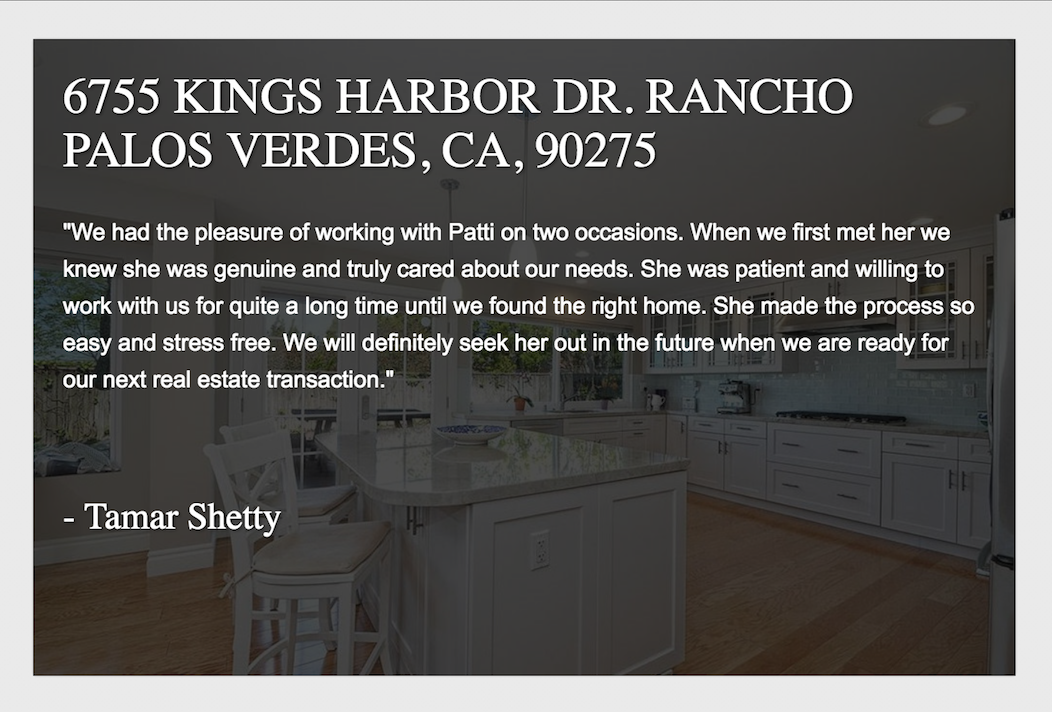 6755 KINGS HARBOR DR. RANCHO
PALOS VERDES, CA, 90275
"We had the pleasure of working with Patti on two occasions. When we first met her we
knew she was genuine and truly cared about our needs. She was patient and willing to
work with us for quite a long time until we found the right home. She made the process so
easy and stress free. We will definitely seek her out in the future when we are ready for
our next real estate transaction."
- Tamar Shetty